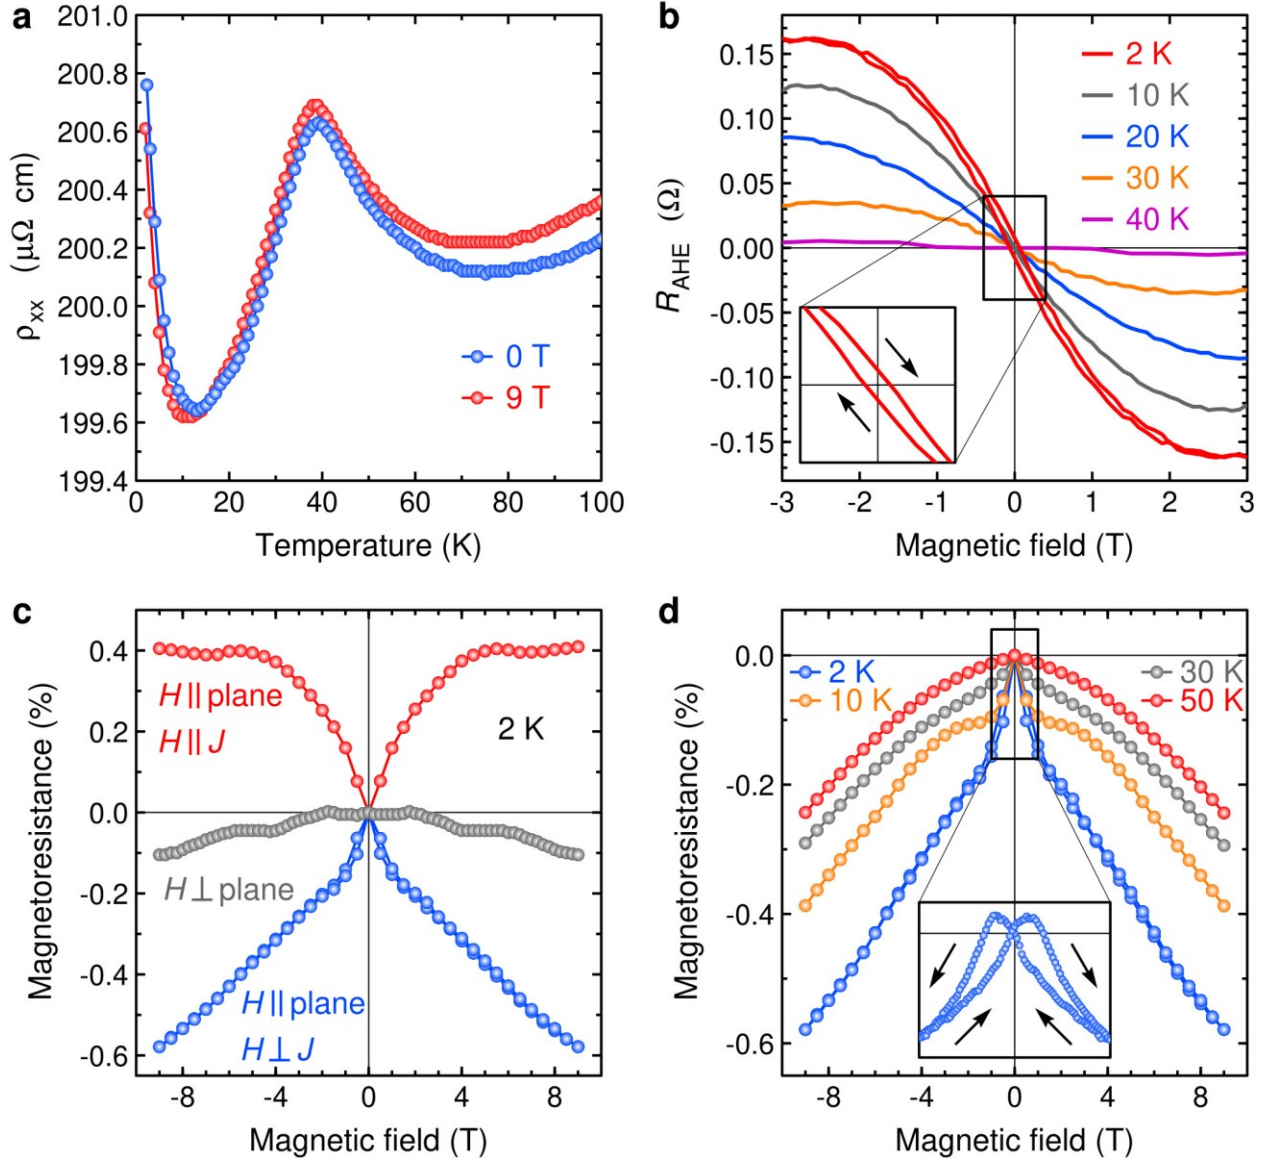 a
201.0
200.8
200.6
200.4
200.2
200.0
199.8
199.6
199.4
ρxx (μΩ cm)
0 T
9 T
0 20 40 60 80 100
Temperature (K)
b
0.15
0.10
0.05
0.00
-0.05
-0.10
-0.15
RAHE (Ω)
2 K
10 K
20 K
30 K
40 K
-3 -2 -1 0 1 2 3
Magnetic field (T)
c
0.4
0.2
0.0
-0.2
-0.4
-0.6
Magnetoresistance (%)
H || plane
H || J
2 K
H ⊥ plane
H || plane
H ⊥ J
-8 -4 0 4 8
Magnetic field (T)
d
0.0
-0.2
-0.4
-0.6
Magnetoresistance (%)
2 K
10 K
30 K
50 K
-8 -4 0 4 8
Magnetic field (T)